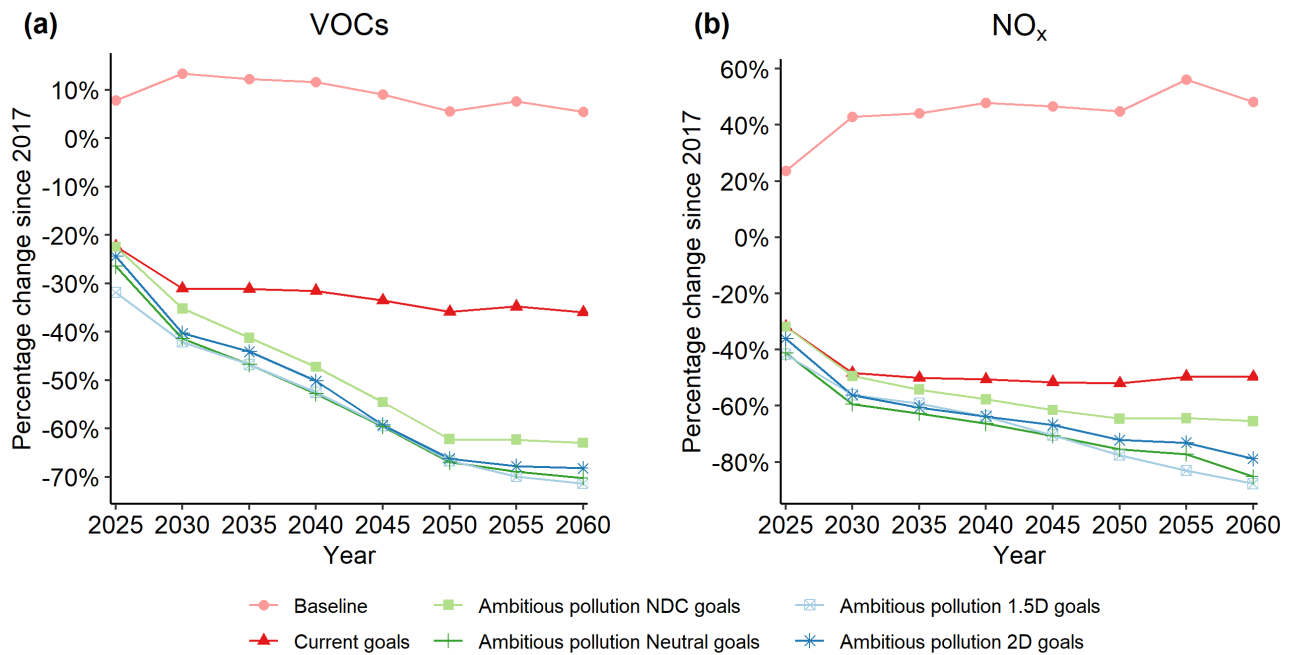 (a) VOCs
Percentage change since 2017
10%
0%
-10%
-20%
-30%
-40%
-50%
-60%
-70%
2025 2030 2035 2040 2045 2050 2055 2060
Year
(b) NOx
Percentage change since 2017
60%
40%
20%
0%
-20%
-40%
-60%
-80%
2025 2030 2035 2040 2045 2050 2055 2060
Year
Baseline Ambitious pollution NDC goals Ambitious pollution 1.5D goals
Current goals Ambitious pollution Neutral goals Ambitious pollution 2D goals